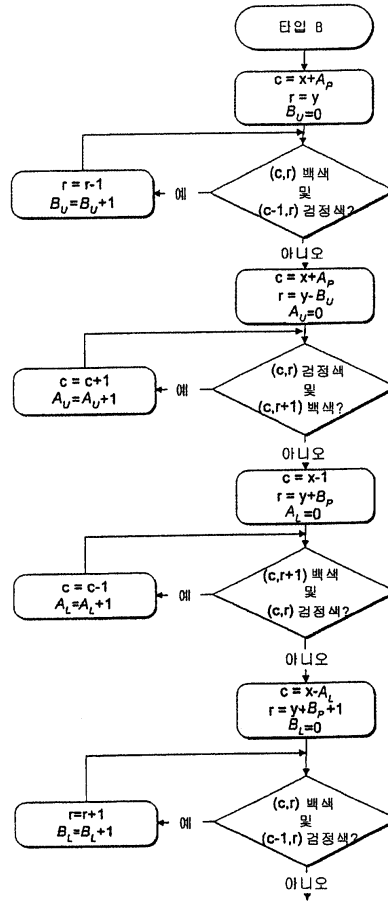 타입 B
c = x+A_P
r = y
B_U=0
(c,r) 백색
및
(c-1,r) 검정색?
예
r = r-1
B_U=B_U+1
아니오
c = x+A_P
r = y-B_U
A_U=0
(c,r) 검정색
및
(c,r+1) 백색?
예
c = c+1
A_U=A_U+1
아니오
c = x-1
r = y+B_P
A_L=0
(c,r+1) 백색
및
(c,r) 검정색?
예
c = c-1
A_L=A_L+1
아니오
c = x-A_L
r = y+B_P+1
B_L=0
(c,r) 백색
및
(c-1,r) 검정색?
예
r=r+1
B_L=B_L+1
아니오